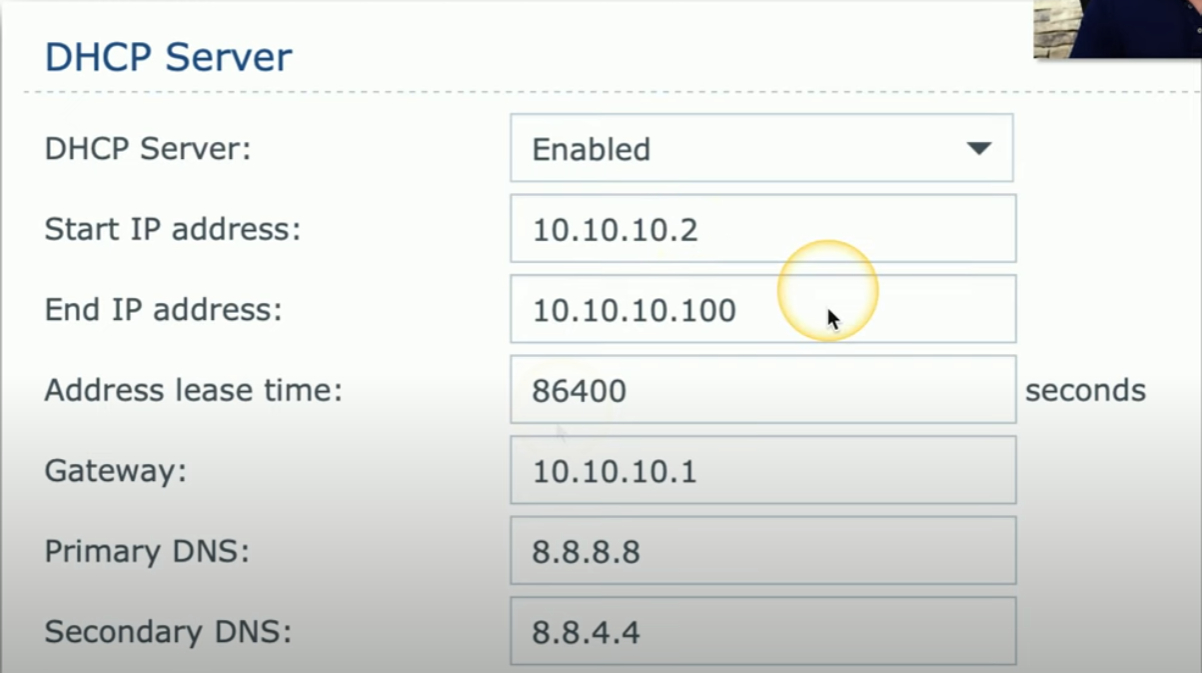 DHCP Server
DHCP Server: Enabled
Start IP address: 10.10.10.2
End IP address: 10.10.10.100
Address lease time: 86400 seconds
Gateway: 10.10.10.1
Primary DNS: 8.8.8.8
Secondary DNS: 8.8.4.4